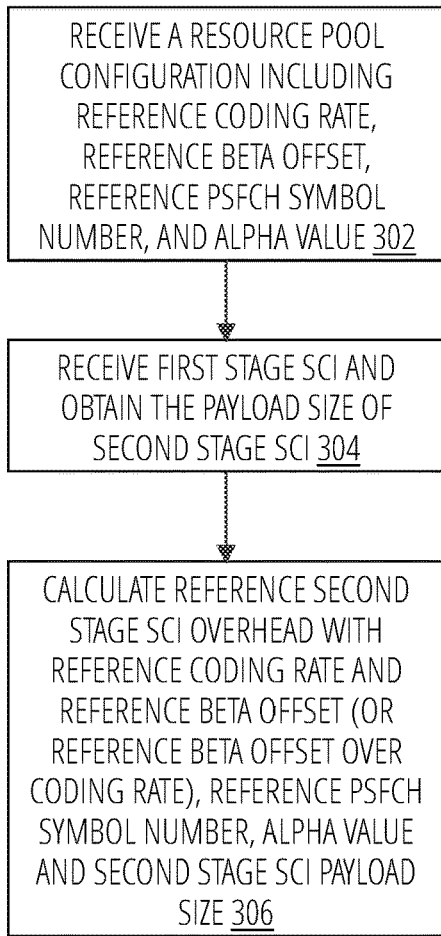 RECEIVE A RESOURCE POOL
CONFIGURATION INCLUDING
REFERENCE CODING RATE,
REFERENCE BETA OFFSET,
REFERENCE PSFCH SYMBOL
NUMBER, AND ALPHA VALUE 302
RECEIVE FIRST STAGE SCI AND
OBTAIN THE PAYLOAD SIZE OF
SECOND STAGE SCI 304
CALCULATE REFERENCE SECOND
STAGE SCI OVERHEAD WITH
REFERENCE CODING RATE AND
REFERENCE BETA OFFSET (OR
REFERENCE BETA OFFSET OVER
CODING RATE), REFERENCE PSFCH
SYMBOL NUMBER, ALPHA VALUE
AND SECOND STAGE SCI PAYLOAD
SIZE 306